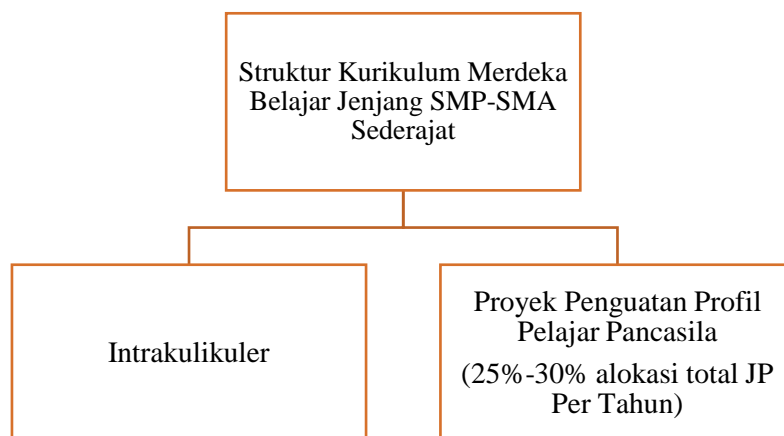 Struktur Kurikulum Merdeka
Belajar Jenjang SMP-SMA
Sederajat
Intrakulikuler
Proyek Penguatan Profil
Pelajar Pancasila
(25%-30% alokasi total JP
Per Tahun)